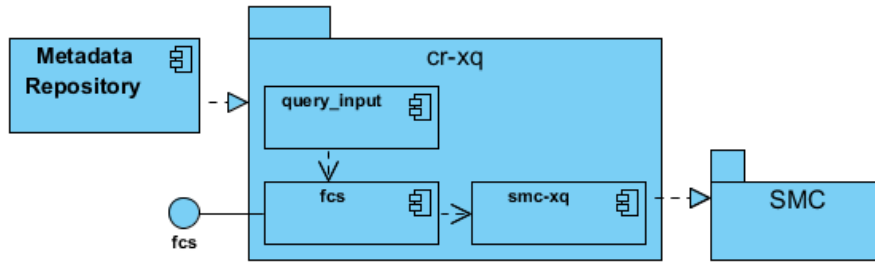 Metadata
Repository
cr-xq
query_input
fcs
smc-xq
SMC
fcs